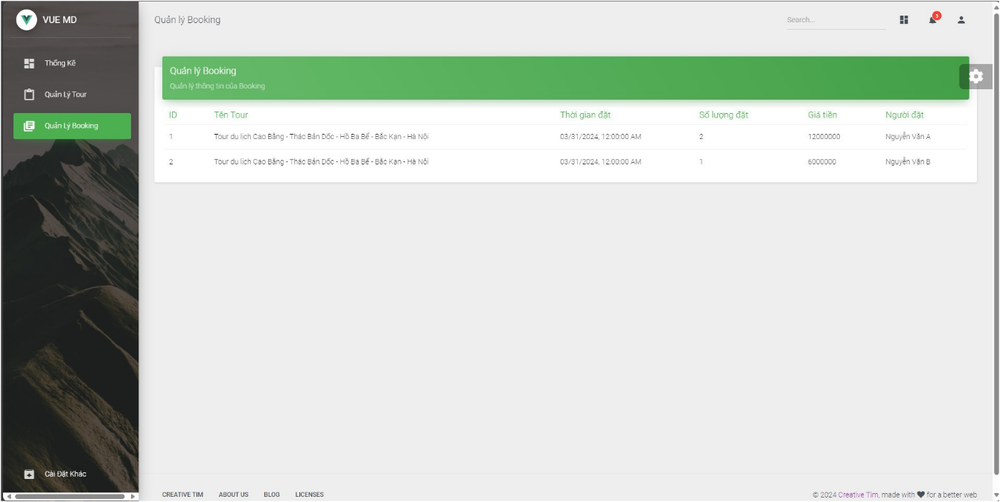 VUE MD
Quản lý Booking
Search...
5
Thống Kê
Quản Lý Tour
Quản Lý Booking
Cài Đặt Khác
Quản lý Booking
Quản lý thông tin của Booking
ID Tên Tour Thời gian đặt Số lượng đặt Giá tiền Người đặt
1 Tour du lịch Cao Bằng - Thác Bản Dốc - Hồ Ba Bể - Bắc Kạn - Hà Nội 03/31/2024, 12:00:00 AM 2 12000000 Nguyễn Văn A
2 Tour du lịch Cao Bằng - Thác Bản Dốc - Hồ Ba Bể - Bắc Kạn - Hà Nội 03/31/2024, 12:00:00 AM 1 6000000 Nguyễn Văn B
CREATIVE TIM ABOUT US BLOG LICENSES
© 2024 Creative Tim, made with ♥ for a better web